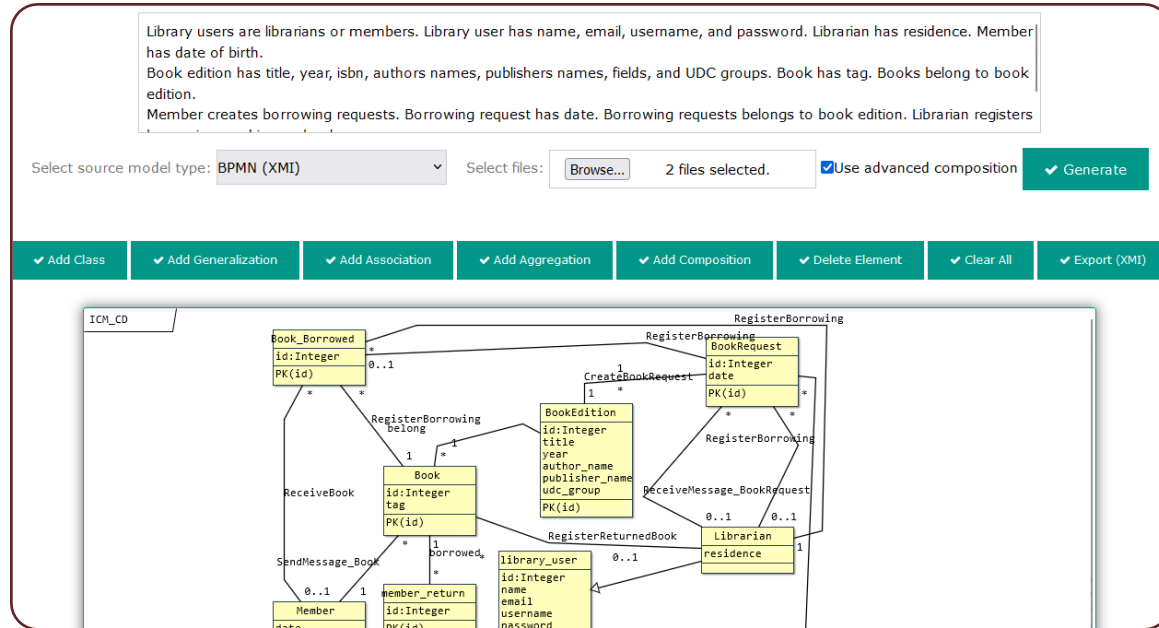 Library users are librarians or members. Library user has name, email, username, and password. Librarian has residence. Member
has date of birth.
Book edition has title, year, isbn, authors names, publishers names, fields, and UDC groups. Book has tag. Books belong to book
edition.
Member creates borrowing requests. Borrowing request has date. Borrowing requests belongs to book edition. Librarian registers
Select source model type: BPMN (XMI) Select files: Browse... 2 files selected. Use advanced composition Generate
Add Class Add Generalization Add Association Add Aggregation Add Composition Delete Element Clear All Export (XMI)
ICM_CD
RegisterBorrowing
Book_Borrowed
id:Integer
PK(id)
*
0..1
*
*
RegisterBorrowing
BookRequest
id:Integer
date
PK(id)
*
*
*
1
CreateBookRequest
*
1
BookEdition
id:Integer
title
year
author_name
publisher_name
udc_group
PK(id)
RegisterBorrowing
belong
1
*
1
RegisterBorrowing
Book
id:Integer
tag
PK(id)
ReceiveBook
ReceiveMessage_BookRequest
0..1
0..1
Librarian
residence
1
RegisterReturnedBook
0..1
*
1
borrowed
*
*
SendMessage_Book
library_user
id:Integer
name
email
username
password
0..1
1
Member
date
member_return
id:Integer
PK(id)